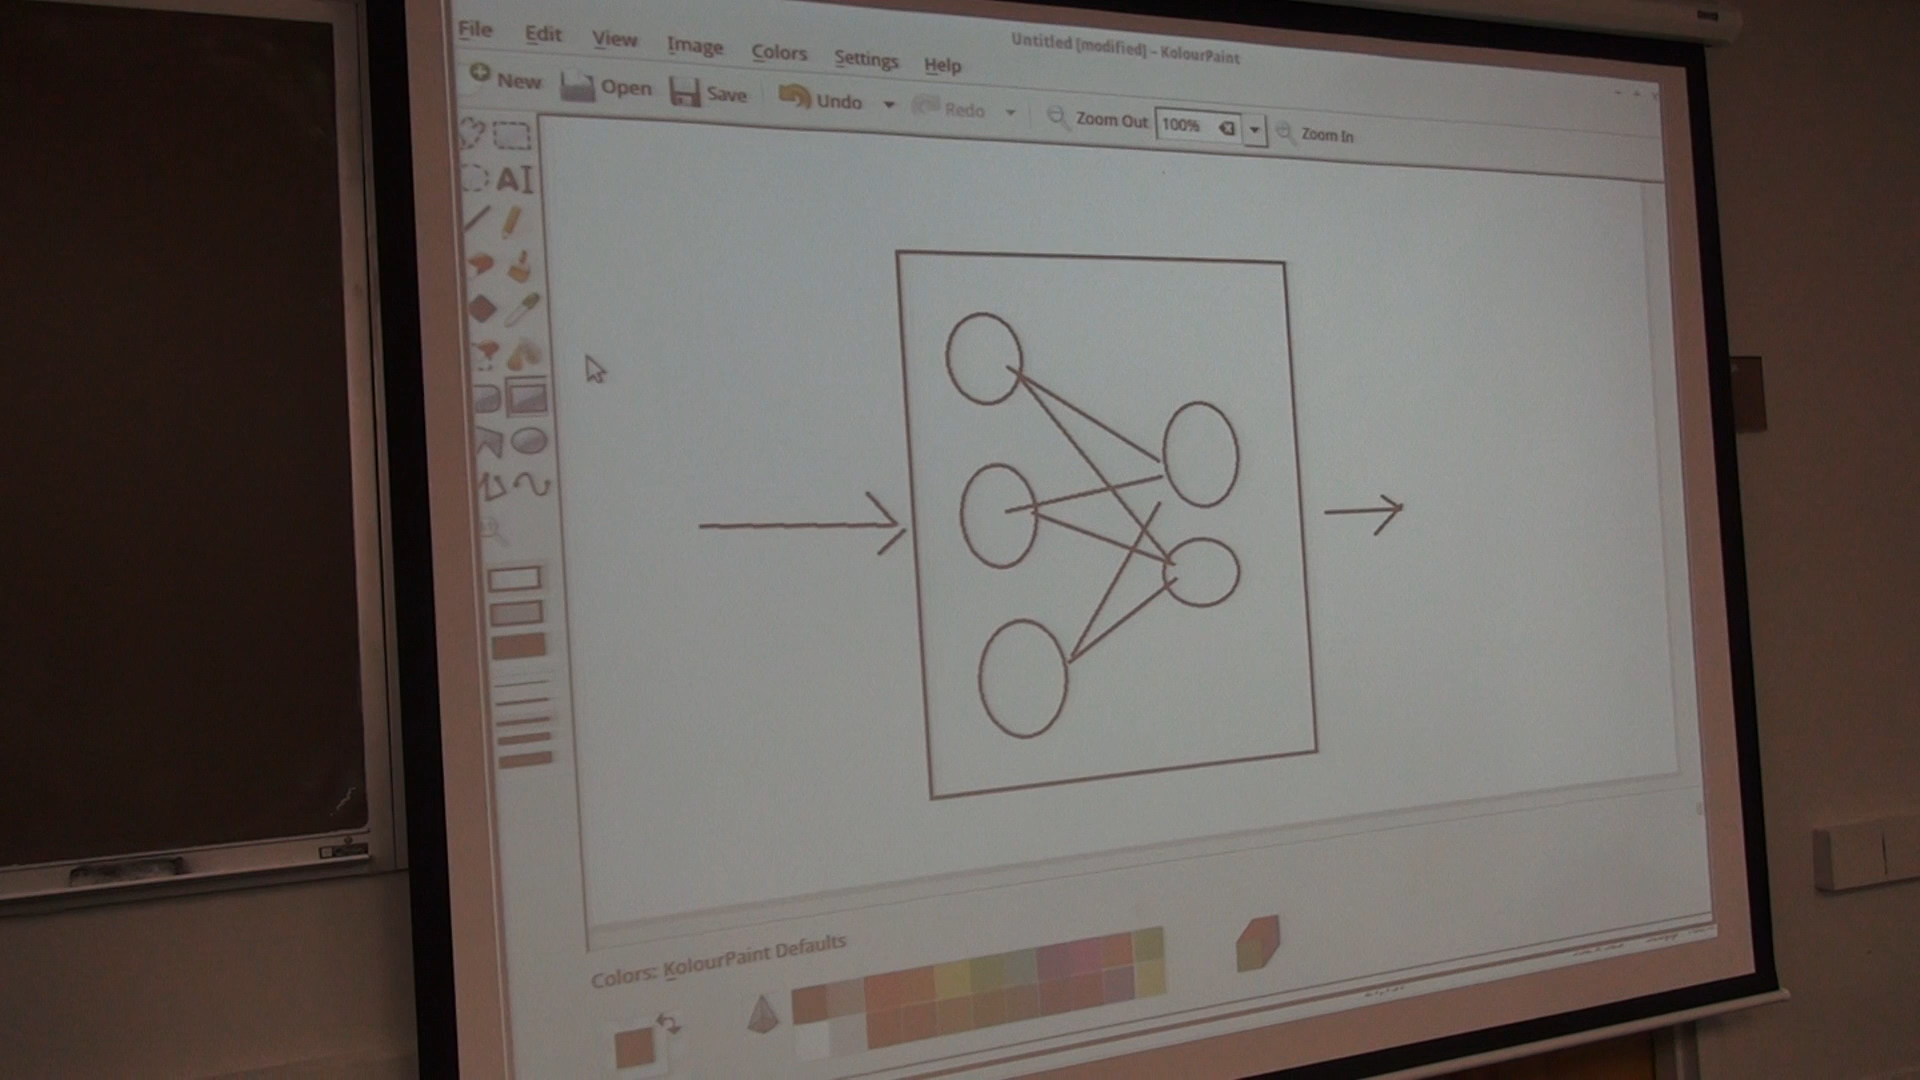 Untitled [modified] – KolourPaint
File Edit View Image Colors Settings Help
New Open Save Undo Redo Zoom Out 100% Zoom In
AI
Colors: KolourPaint Defaults